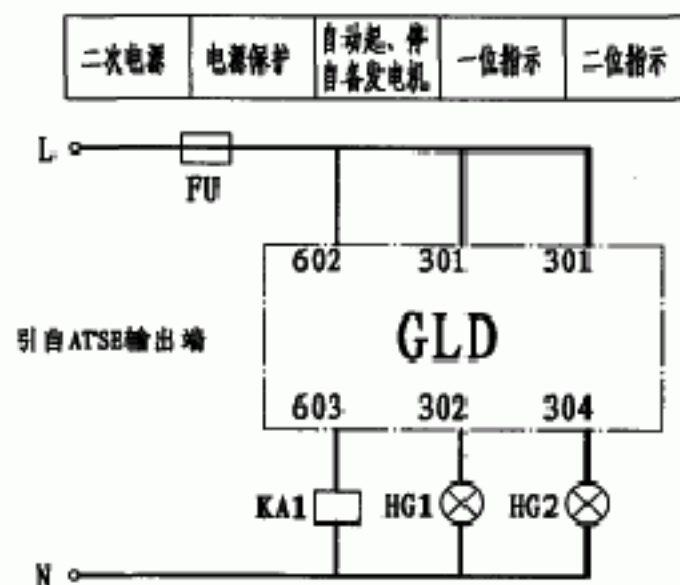 二次电源
电源保护
自动起、停
自备发电机
一位指示
二位指示
L
FU
602 301 301
引自ATSE输出端
GLD
603 302 304
KA1 HG1 HG2
N